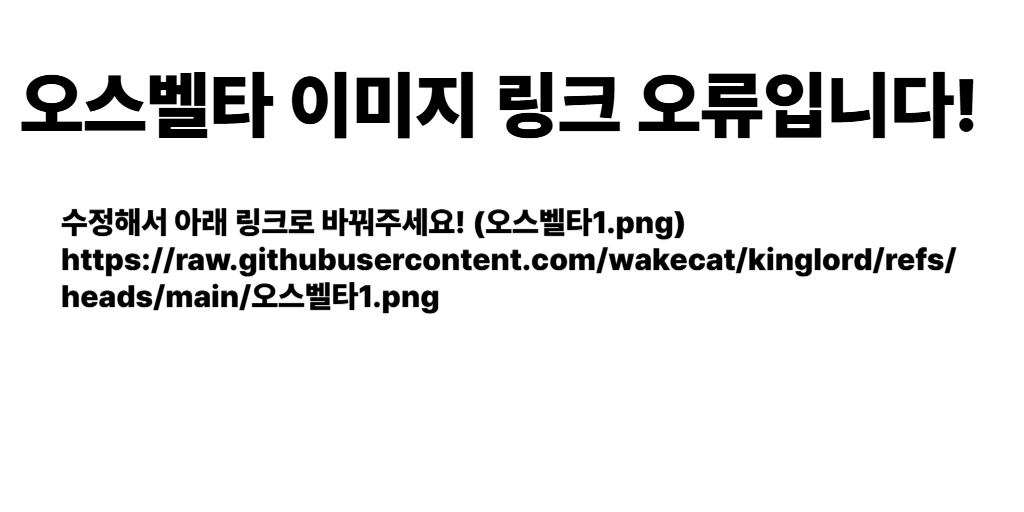 오스벨타 이미지 링크 오류입니다!
수정해서 아래 링크로 바꿔주세요! (오스벨타1.png)
https://raw.githubusercontent.com/wakecat/kinglord/refs/
heads/main/오스벨타1.png